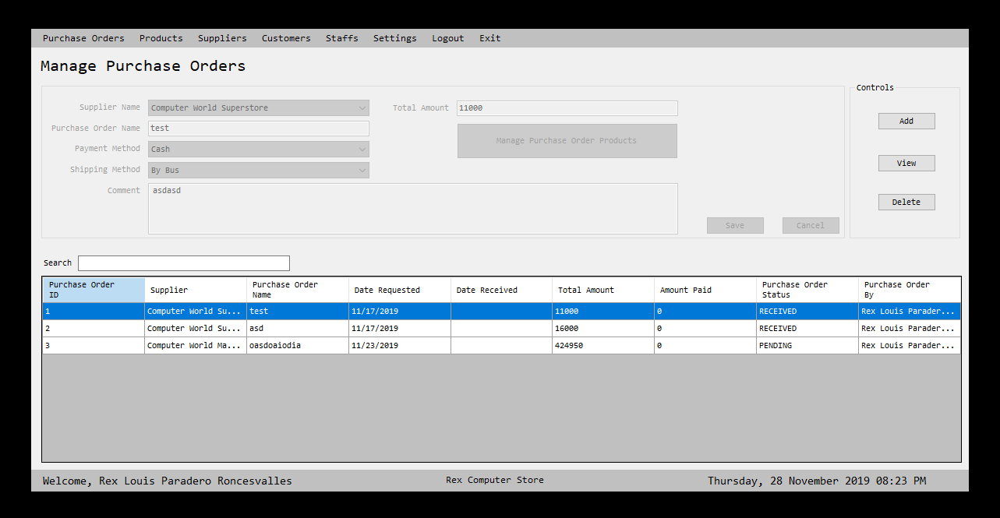 Purchase Orders Products Suppliers Customers Staffs Settings Logout Exit
Manage Purchase Orders
Supplier Name Computer World Superstore Total Amount 11000
Purchase Order Name test
Manage Purchase Order Products
Payment Method Cash
Shipping Method By Bus
Comment asdasd
Save Cancel
Controls
Add
View
Delete
Search
Purchase Order ID Supplier Purchase Order Name Date Requested Date Received Total Amount Amount Paid Purchase Order Status Purchase Order By
1 Computer World Su... test 11/17/2019 11000 0 RECEIVED Rex Louis Parader...
2 Computer World Su... asd 11/17/2019 16000 0 RECEIVED Rex Louis Parader...
3 Computer World Ma... oasdoaiodia 11/23/2019 424950 0 PENDING Rex Louis Parader...
Welcome, Rex Louis Paradero Roncesvalles Rex Computer Store Thursday, 28 November 2019 08:23 PM